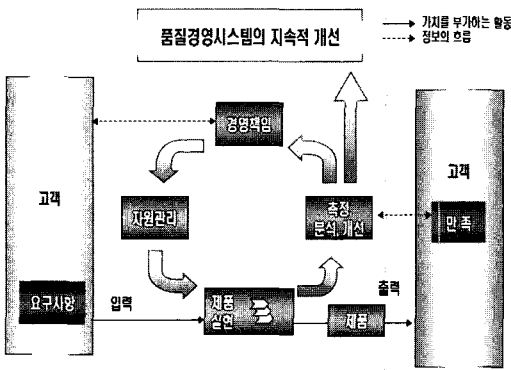 품질경영시스템의 지속적 개선
가치를 부가하는 활동
정보의 흐름
경영책임
고객
고객
자원관리
측정
분석, 개선
만족
요구사항
입력
제품
실현
출력
제품